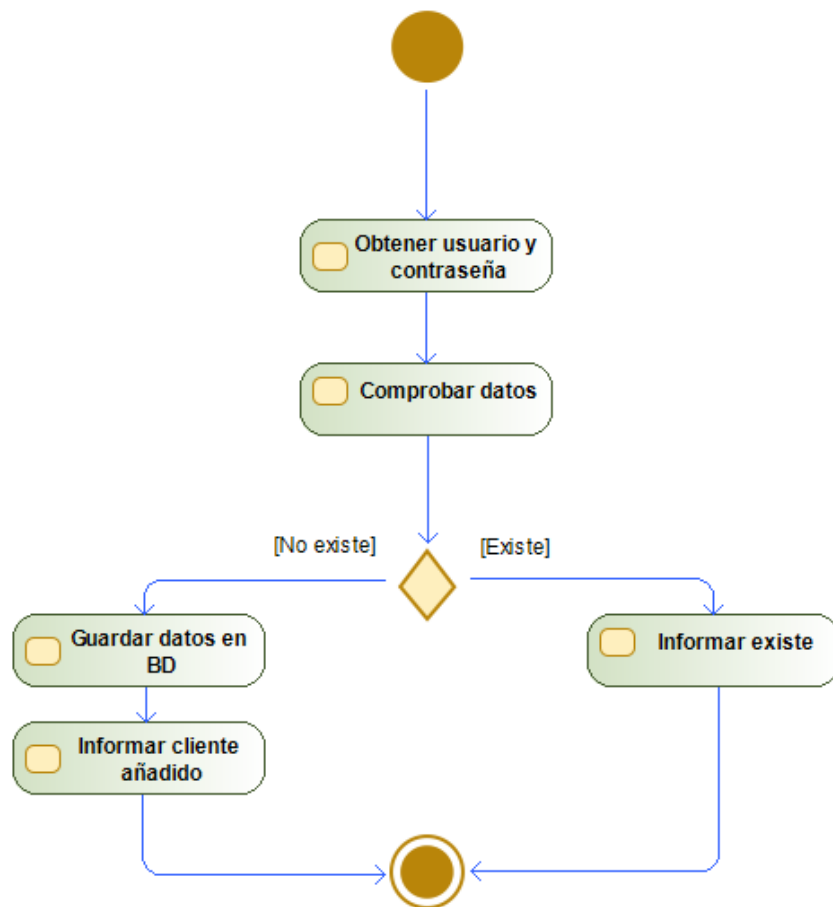 Obtener usuario y
contraseña
Comprobar datos
[No existe]
[Existe]
Guardar datos en
BD
Informar existe
Informar cliente
añadido